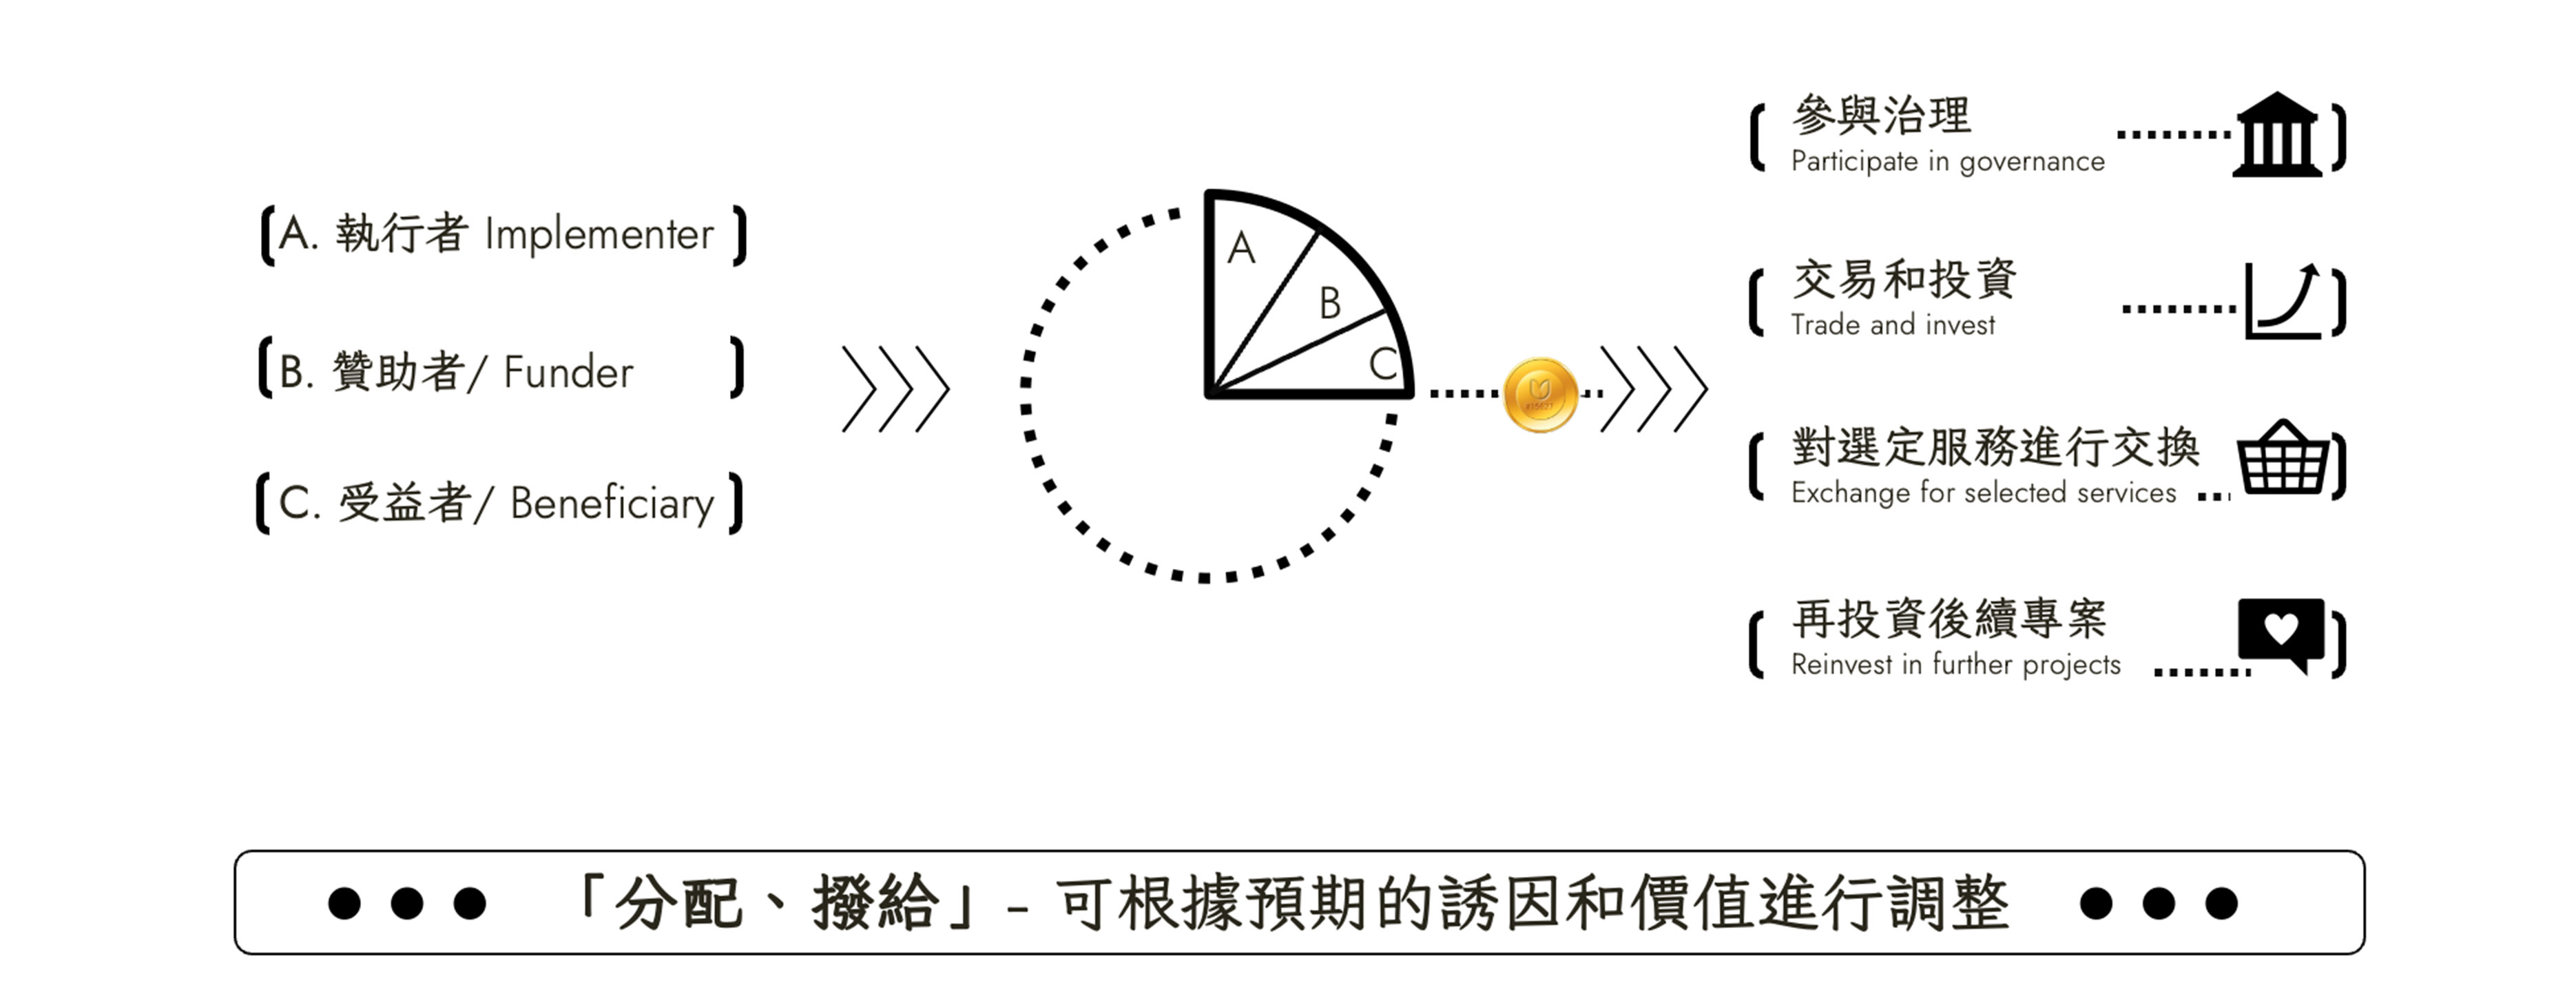 A. 執行者 Implementer
B. 贊助者/ Funder
C. 受益者/ Beneficiary
A
B
C
參與治理
Participate in governance
交易和投資
Trade and invest
對選定服務進行交換
Exchange for selected services
再投資後續專案
Reinvest in further projects
「分配、撥給」- 可根據預期的誘因和價值進行調整